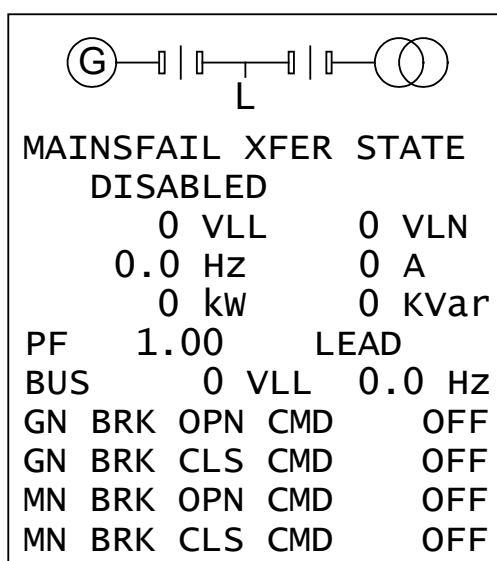 G
L
MAINSFAIL XFER STATE
DISABLED
0 VLL 0 VLN
0.0 Hz 0 A
0 kW 0 KVar
PF 1.00 LEAD
BUS 0 VLL 0.0 Hz
GN BRK OPN CMD OFF
GN BRK CLS CMD OFF
MN BRK OPN CMD OFF
MN BRK CLS CMD OFF